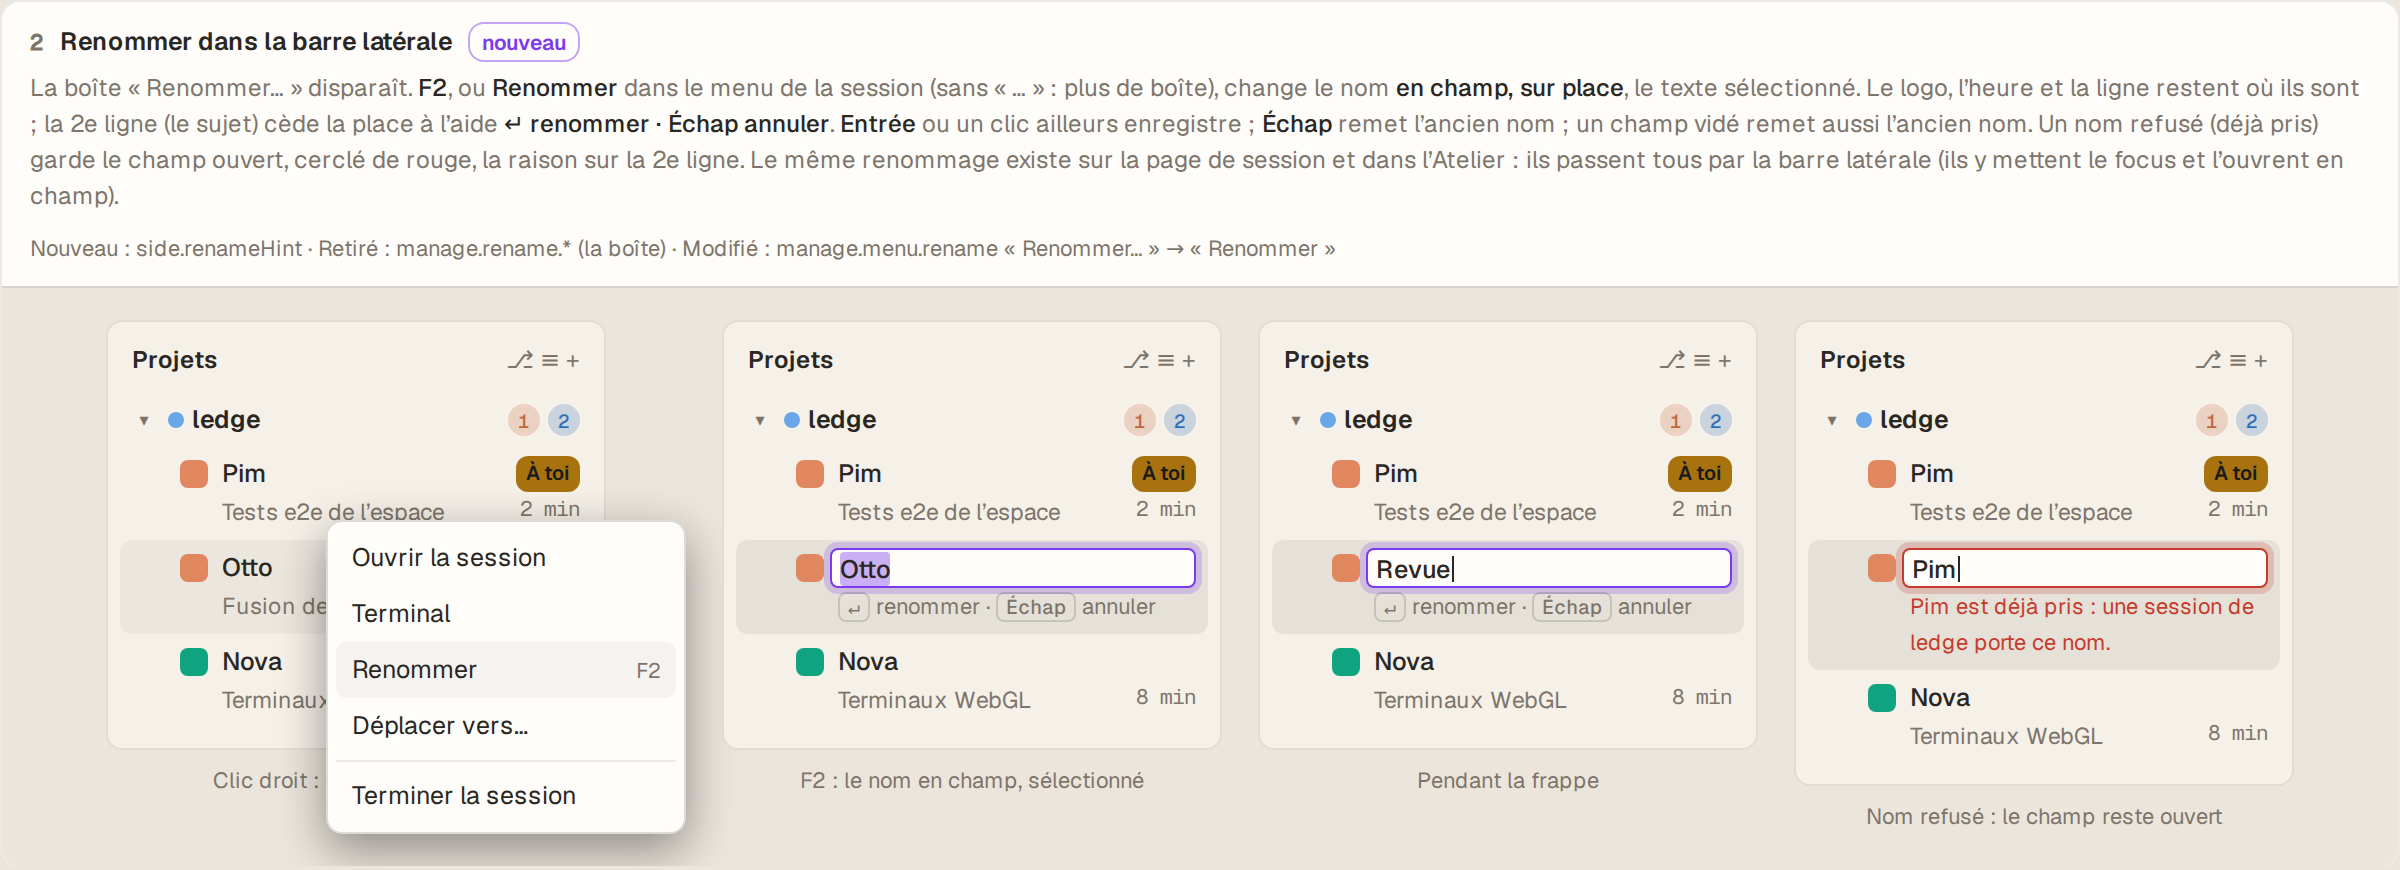 2 Renommer dans la barre latérale nouveau
La boîte « Renommer… » disparaît. F2, ou Renommer dans le menu de la session (sans « … » : plus de boîte), change le nom en champ, sur place, le texte sélectionné. Le logo, l’heure et la ligne restent où ils sont
; la 2e ligne (le sujet) cède la place à l’aide ↵ renommer · Échap annuler. Entrée ou un clic ailleurs enregistre ; Échap remet l’ancien nom ; un champ vidé remet aussi l’ancien nom. Un nom refusé (déjà pris)
garde le champ ouvert, cerclé de rouge, la raison sur la 2e ligne. Le même renommage existe sur la page de session et dans l’Atelier : ils passent tous par la barre latérale (ils y mettent le focus et l’ouvrent en
champ).
Nouveau : side.renameHint · Retiré : manage.rename.* (la boîte) · Modifié : manage.menu.rename « Renommer… » → « Renommer »
Projets ⎇ ≡ +
▾ ledge 1 2
Pim À toi
Tests e2e de l’espace 2 min
Otto
Fusion de
Nova
Terminaux
Ouvrir la session
Terminal
Renommer F2
Déplacer vers…
Terminer la session
Clic droit :
Projets ⎇ ≡ +
▾ ledge 1 2
Pim À toi
Tests e2e de l’espace 2 min
Otto
↵ renommer · Échap annuler
Nova
Terminaux WebGL 8 min
F2 : le nom en champ, sélectionné
Projets ⎇ ≡ +
▾ ledge 1 2
Pim À toi
Tests e2e de l’espace 2 min
Revue
↵ renommer · Échap annuler
Nova
Terminaux WebGL 8 min
Pendant la frappe
Projets ⎇ ≡ +
▾ ledge 1 2
Pim À toi
Tests e2e de l’espace 2 min
Pim
Pim est déjà pris : une session de
ledge porte ce nom.
Nova
Terminaux WebGL 8 min
Nom refusé : le champ reste ouvert